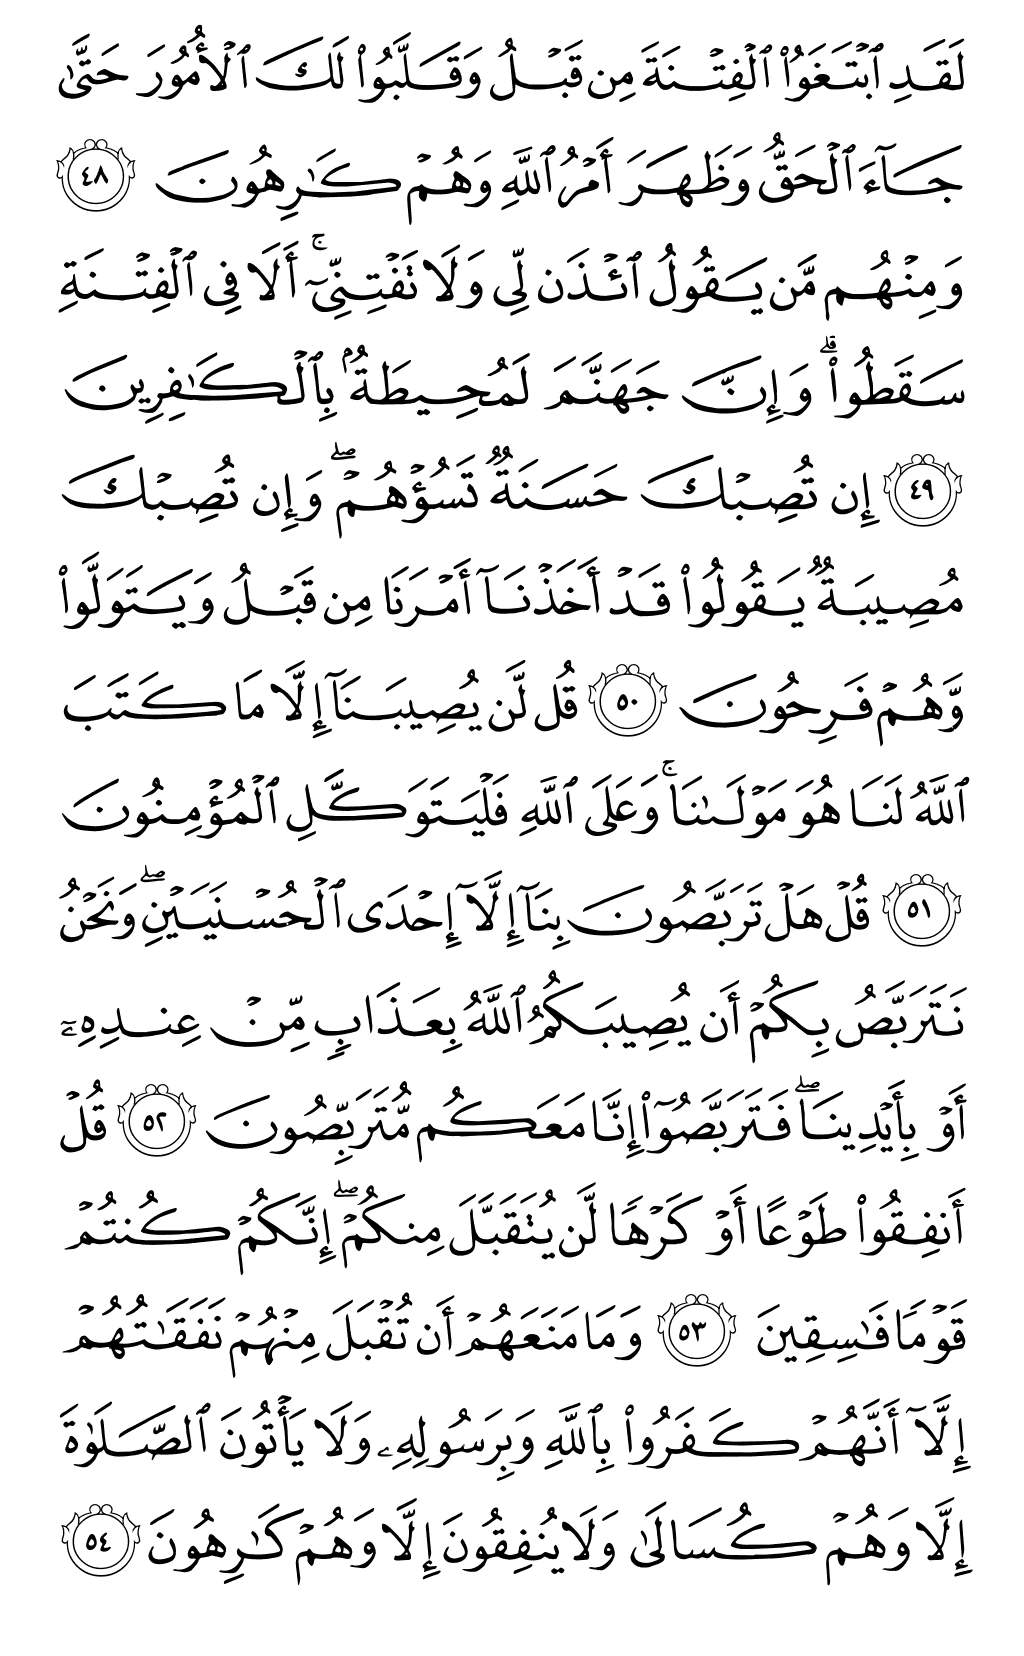 لَقَدِ ٱبْتَغَوُا۟ ٱلْفِتْنَةَ مِن قَبْلُ وَقَلَّبُوا۟ لَكَ ٱلْأُمُورَ حَتَّىٰ
جَآءَ ٱلْحَقُّ وَظَهَرَ أَمْرُ ٱللَّهِ وَهُمْ كَٰرِهُونَ ٤٨
وَمِنْهُم مَّن يَقُولُ ٱئْذَن لِّى وَلَا تَفْتِنِّىٓ ۚ أَلَا فِى ٱلْفِتْنَةِ
سَقَطُوا۟ ۗ وَإِنَّ جَهَنَّمَ لَمُحِيطَةٌۢ بِٱلْكَٰفِرِينَ
٤٩ إِن تُصِبْكَ حَسَنَةٌ تَسُؤْهُمْ ۖ وَإِن تُصِبْكَ
مُصِيبَةٌ يَقُولُوا۟ قَدْ أَخَذْنَآ أَمْرَنَا مِن قَبْلُ وَيَتَوَلَّوا۟
وَّهُمْ فَرِحُونَ ٥٠ قُل لَّن يُصِيبَنَآ إِلَّا مَا كَتَبَ
ٱللَّهُ لَنَا هُوَ مَوْلَىٰنَا ۚ وَعَلَى ٱللَّهِ فَلْيَتَوَكَّلِ ٱلْمُؤْمِنُونَ
٥١ قُلْ هَلْ تَرَبَّصُونَ بِنَآ إِلَّآ إِحْدَى ٱلْحُسْنَيَيْنِ ۖ وَنَحْنُ
نَتَرَبَّصُ بِكُمْ أَن يُصِيبَكُمُ ٱللَّهُ بِعَذَابٍ مِّنْ عِندِهِۦٓ
أَوْ بِأَيْدِينَا ۖ فَتَرَبَّصُوٓا۟ إِنَّا مَعَكُم مُّتَرَبِّصُونَ ٥٢ قُلْ
أَنفِقُوا۟ طَوْعًا أَوْ كَرْهًا لَّن يُتَقَبَّلَ مِنكُمْ ۖ إِنَّكُمْ كُنتُمْ
قَوْمًا فَٰسِقِينَ ٥٣ وَمَا مَنَعَهُمْ أَن تُقْبَلَ مِنْهُمْ نَفَقَٰتُهُمْ
إِلَّآ أَنَّهُمْ كَفَرُوا۟ بِٱللَّهِ وَبِرَسُولِهِۦ وَلَا يَأْتُونَ ٱلصَّلَوٰةَ
إِلَّا وَهُمْ كُسَالَىٰ وَلَا يُنفِقُونَ إِلَّا وَهُمْ كَٰرِهُونَ ٥٤